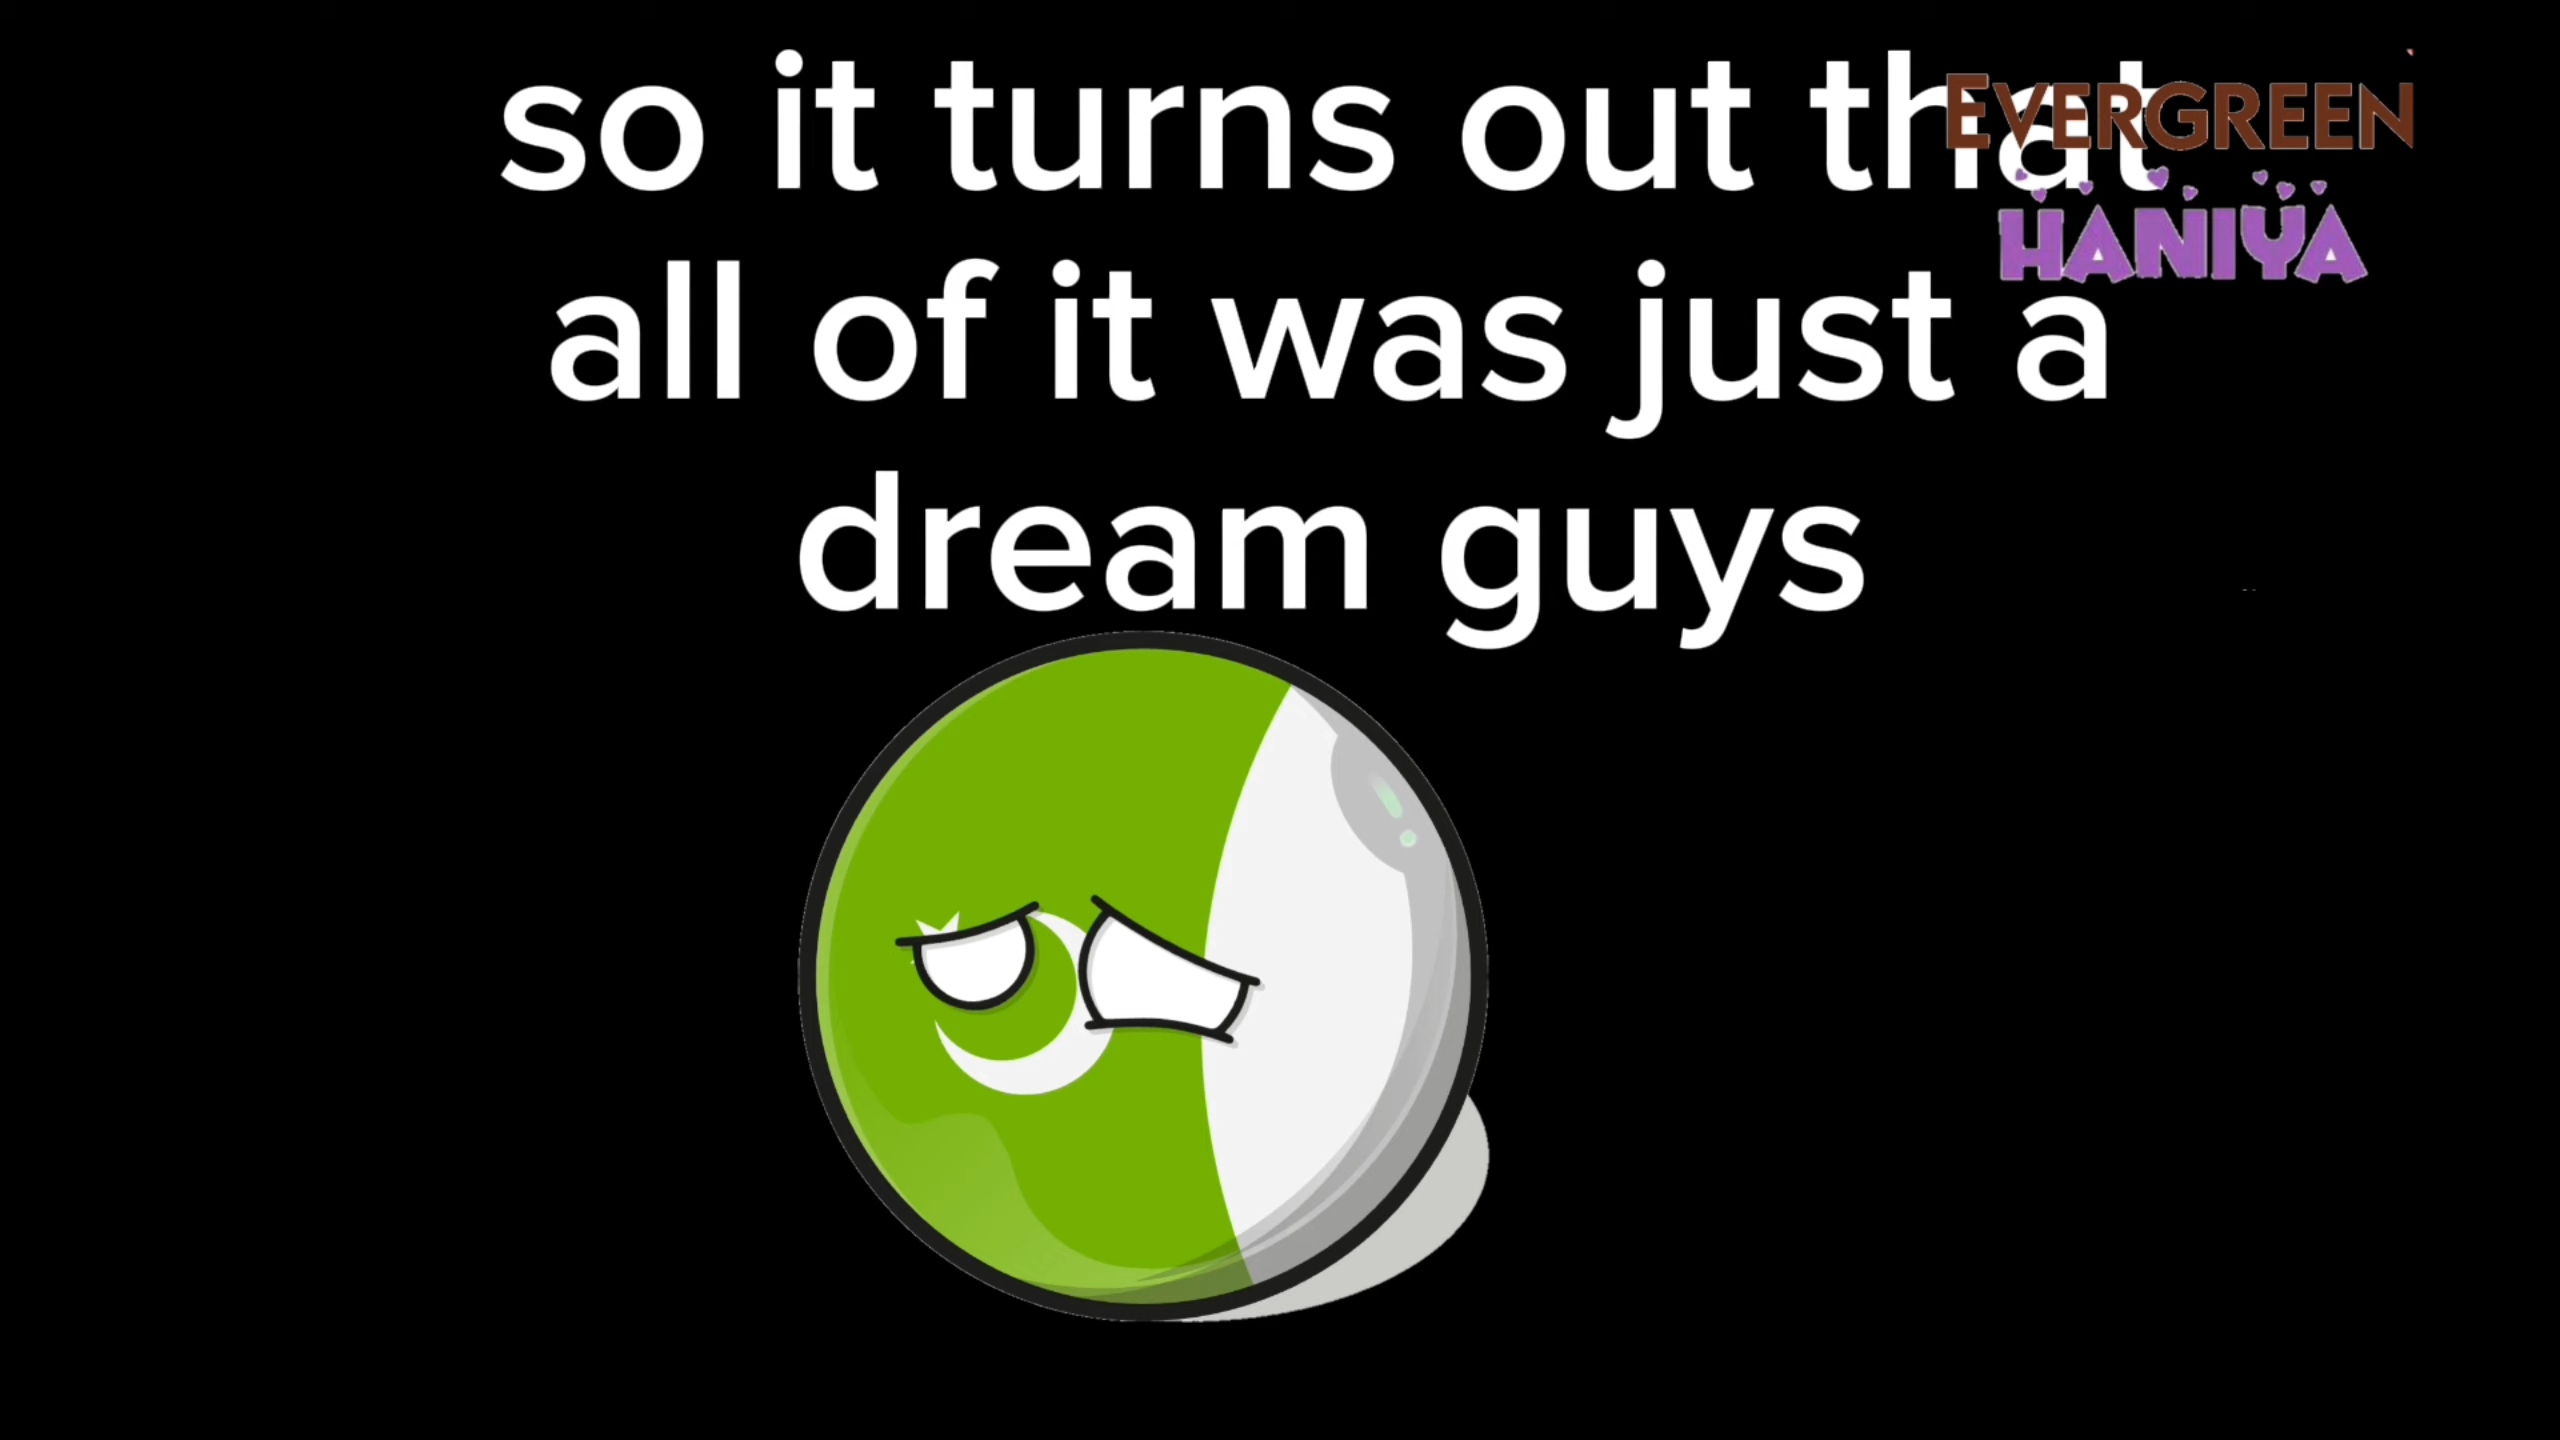 so it turns out that
EVERGREEN
HANIYA
all of it was just a
dream guys